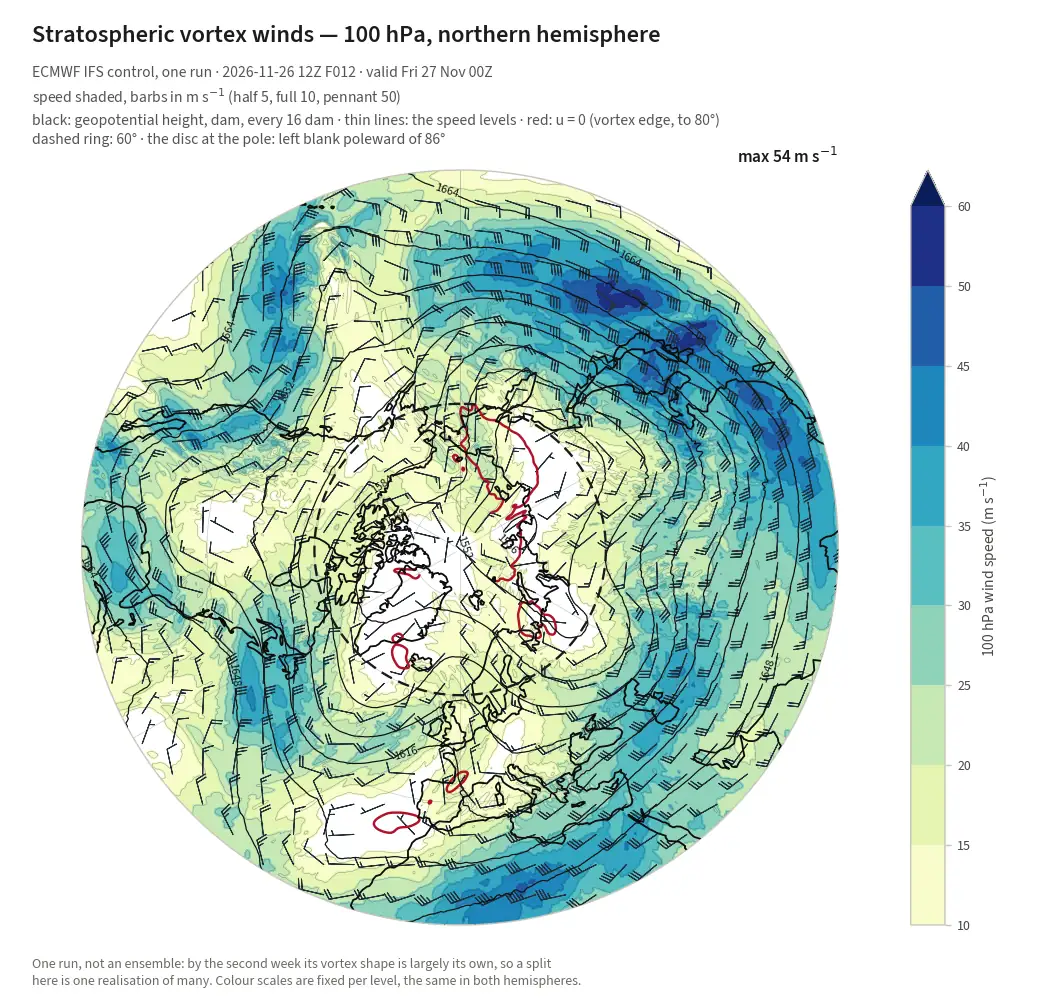 Stratospheric vortex winds — 100 hPa, northern hemisphere
ECMWF IFS control, one run · 2026-11-26 12Z F012 · valid Fri 27 Nov 00Z
speed shaded, barbs in m s⁻¹ (half 5, full 10, pennant 50)
black: geopotential height, dam, every 16 dam · thin lines: the speed levels · red: u = 0 (vortex edge, to 80°)
dashed ring: 60° · the disc at the pole: left blank poleward of 86°
max 54 m s⁻¹
1664
1664
1664
1632
1552
1648
1648
1616
60
50
45
40
35
30
25
20
15
10
100 hPa wind speed (m s⁻¹)
One run, not an ensemble: by the second week its vortex shape is largely its own, so a split
here is one realisation of many. Colour scales are fixed per level, the same in both hemispheres.